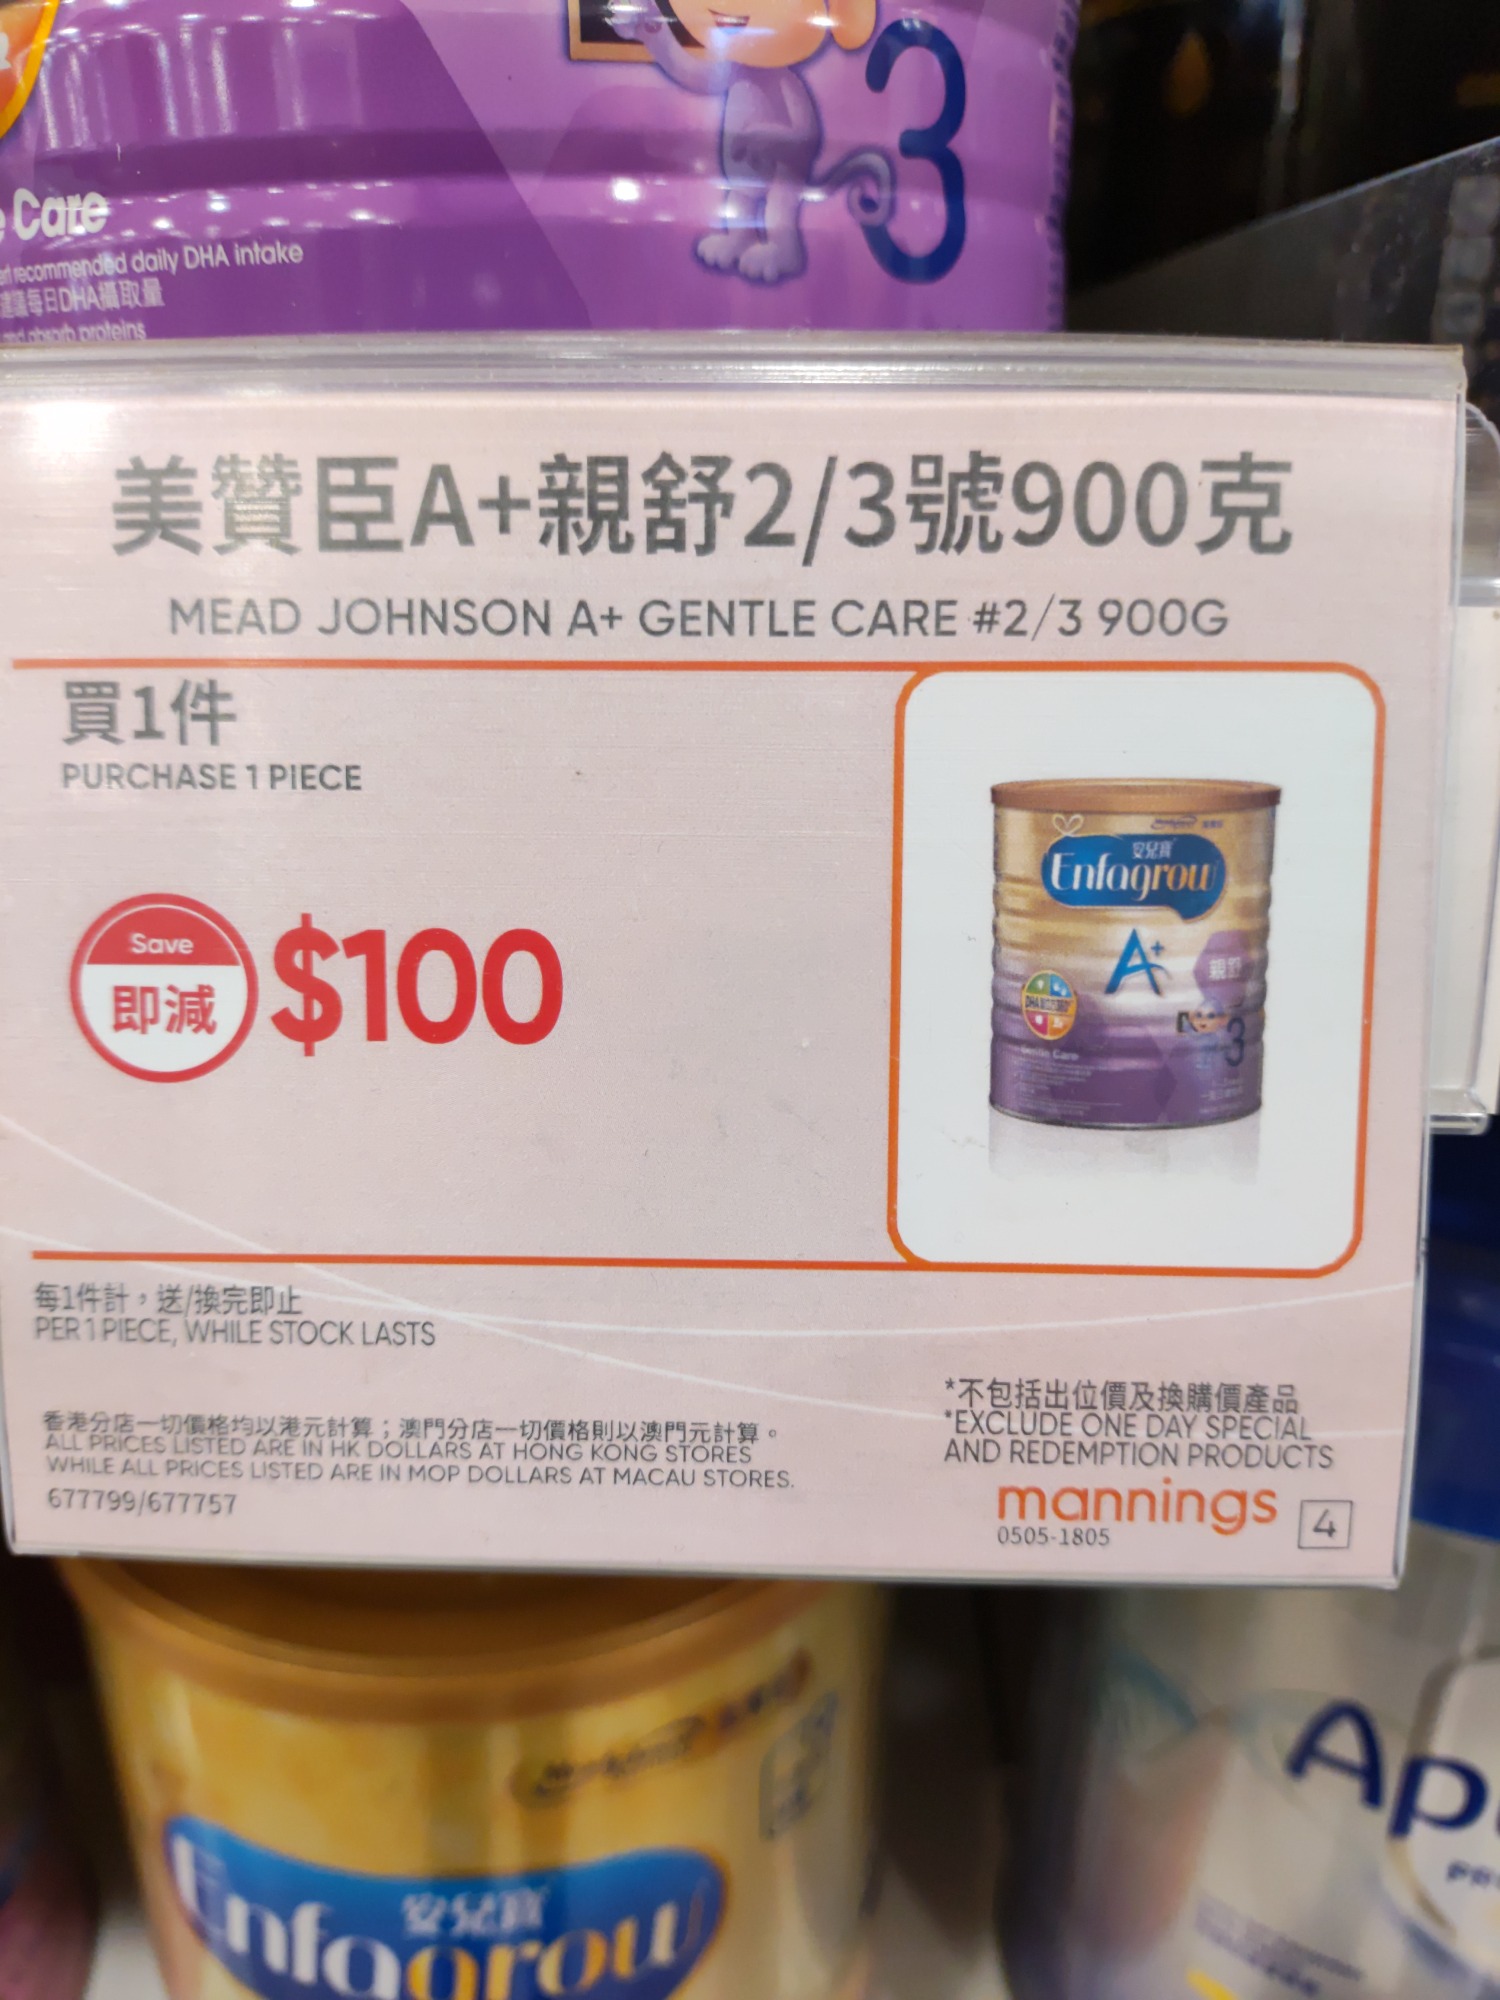 Care
recommended daily DHA intake
建議每日DHA攝取量
and absorb proteins
3
美贊臣A+親舒2/3號900克
MEAD JOHNSON A+ GENTLE CARE #2/3 900G
買1件
PURCHASE 1 PIECE
Save
即減
$100
安兒寶
Enfagrow
A+
親舒
Gentle Care
3
每1件計，送/換完即止
PER 1 PIECE, WHILE STOCK LASTS
香港分店一切價格均以港元計算；澳門分店一切價格則以澳門元計算。
ALL PRICES LISTED ARE IN HK DOLLARS AT HONG KONG STORES
WHILE ALL PRICES LISTED ARE IN MOP DOLLARS AT MACAU STORES.
677799/677757
*不包括出位價及換購價產品
*EXCLUDE ONE DAY SPECIAL
AND REDEMPTION PRODUCTS
mannings
0505-1805
4
安兒寶
Enfagrow
Ap